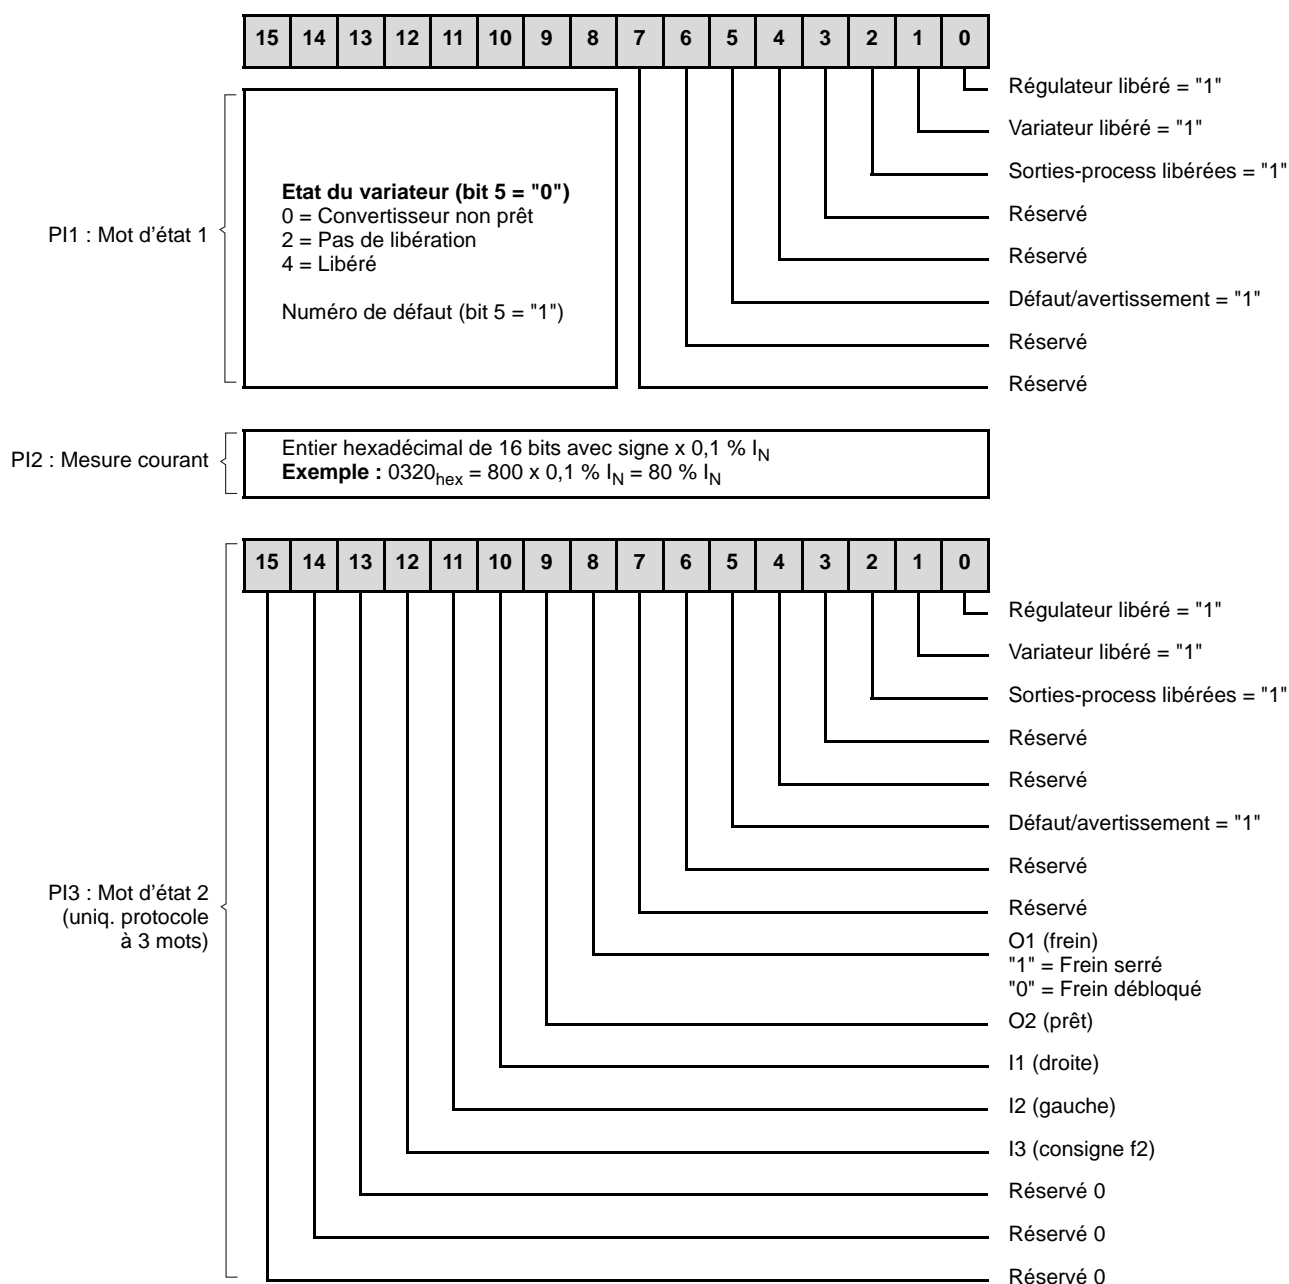 15 14 13 12 11 10 9 8 7 6 5 4 3 2 1 0
Régulateur libéré = "1"
Variateur libéré = "1"
Sorties-process libérées = "1"
Réservé
Réservé
Défaut/avertissement = "1"
Réservé
Réservé
PI1 : Mot d'état 1
Etat du variateur (bit 5 = "0")
0 = Convertisseur non prêt
2 = Pas de libération
4 = Libéré
Numéro de défaut (bit 5 = "1")
PI2 : Mesure courant
Entier hexadécimal de 16 bits avec signe x 0,1 % IN
Exemple : 0320hex = 800 x 0,1 % IN = 80 % IN
15 14 13 12 11 10 9 8 7 6 5 4 3 2 1 0
Régulateur libéré = "1"
Variateur libéré = "1"
Sorties-process libérées = "1"
Réservé
Réservé
Défaut/avertissement = "1"
Réservé
Réservé
PI3 : Mot d'état 2
(uniq. protocole
à 3 mots)
O1 (frein)
"1" = Frein serré
"0" = Frein débloqué
O2 (prêt)
I1 (droite)
I2 (gauche)
I3 (consigne f2)
Réservé 0
Réservé 0
Réservé 0